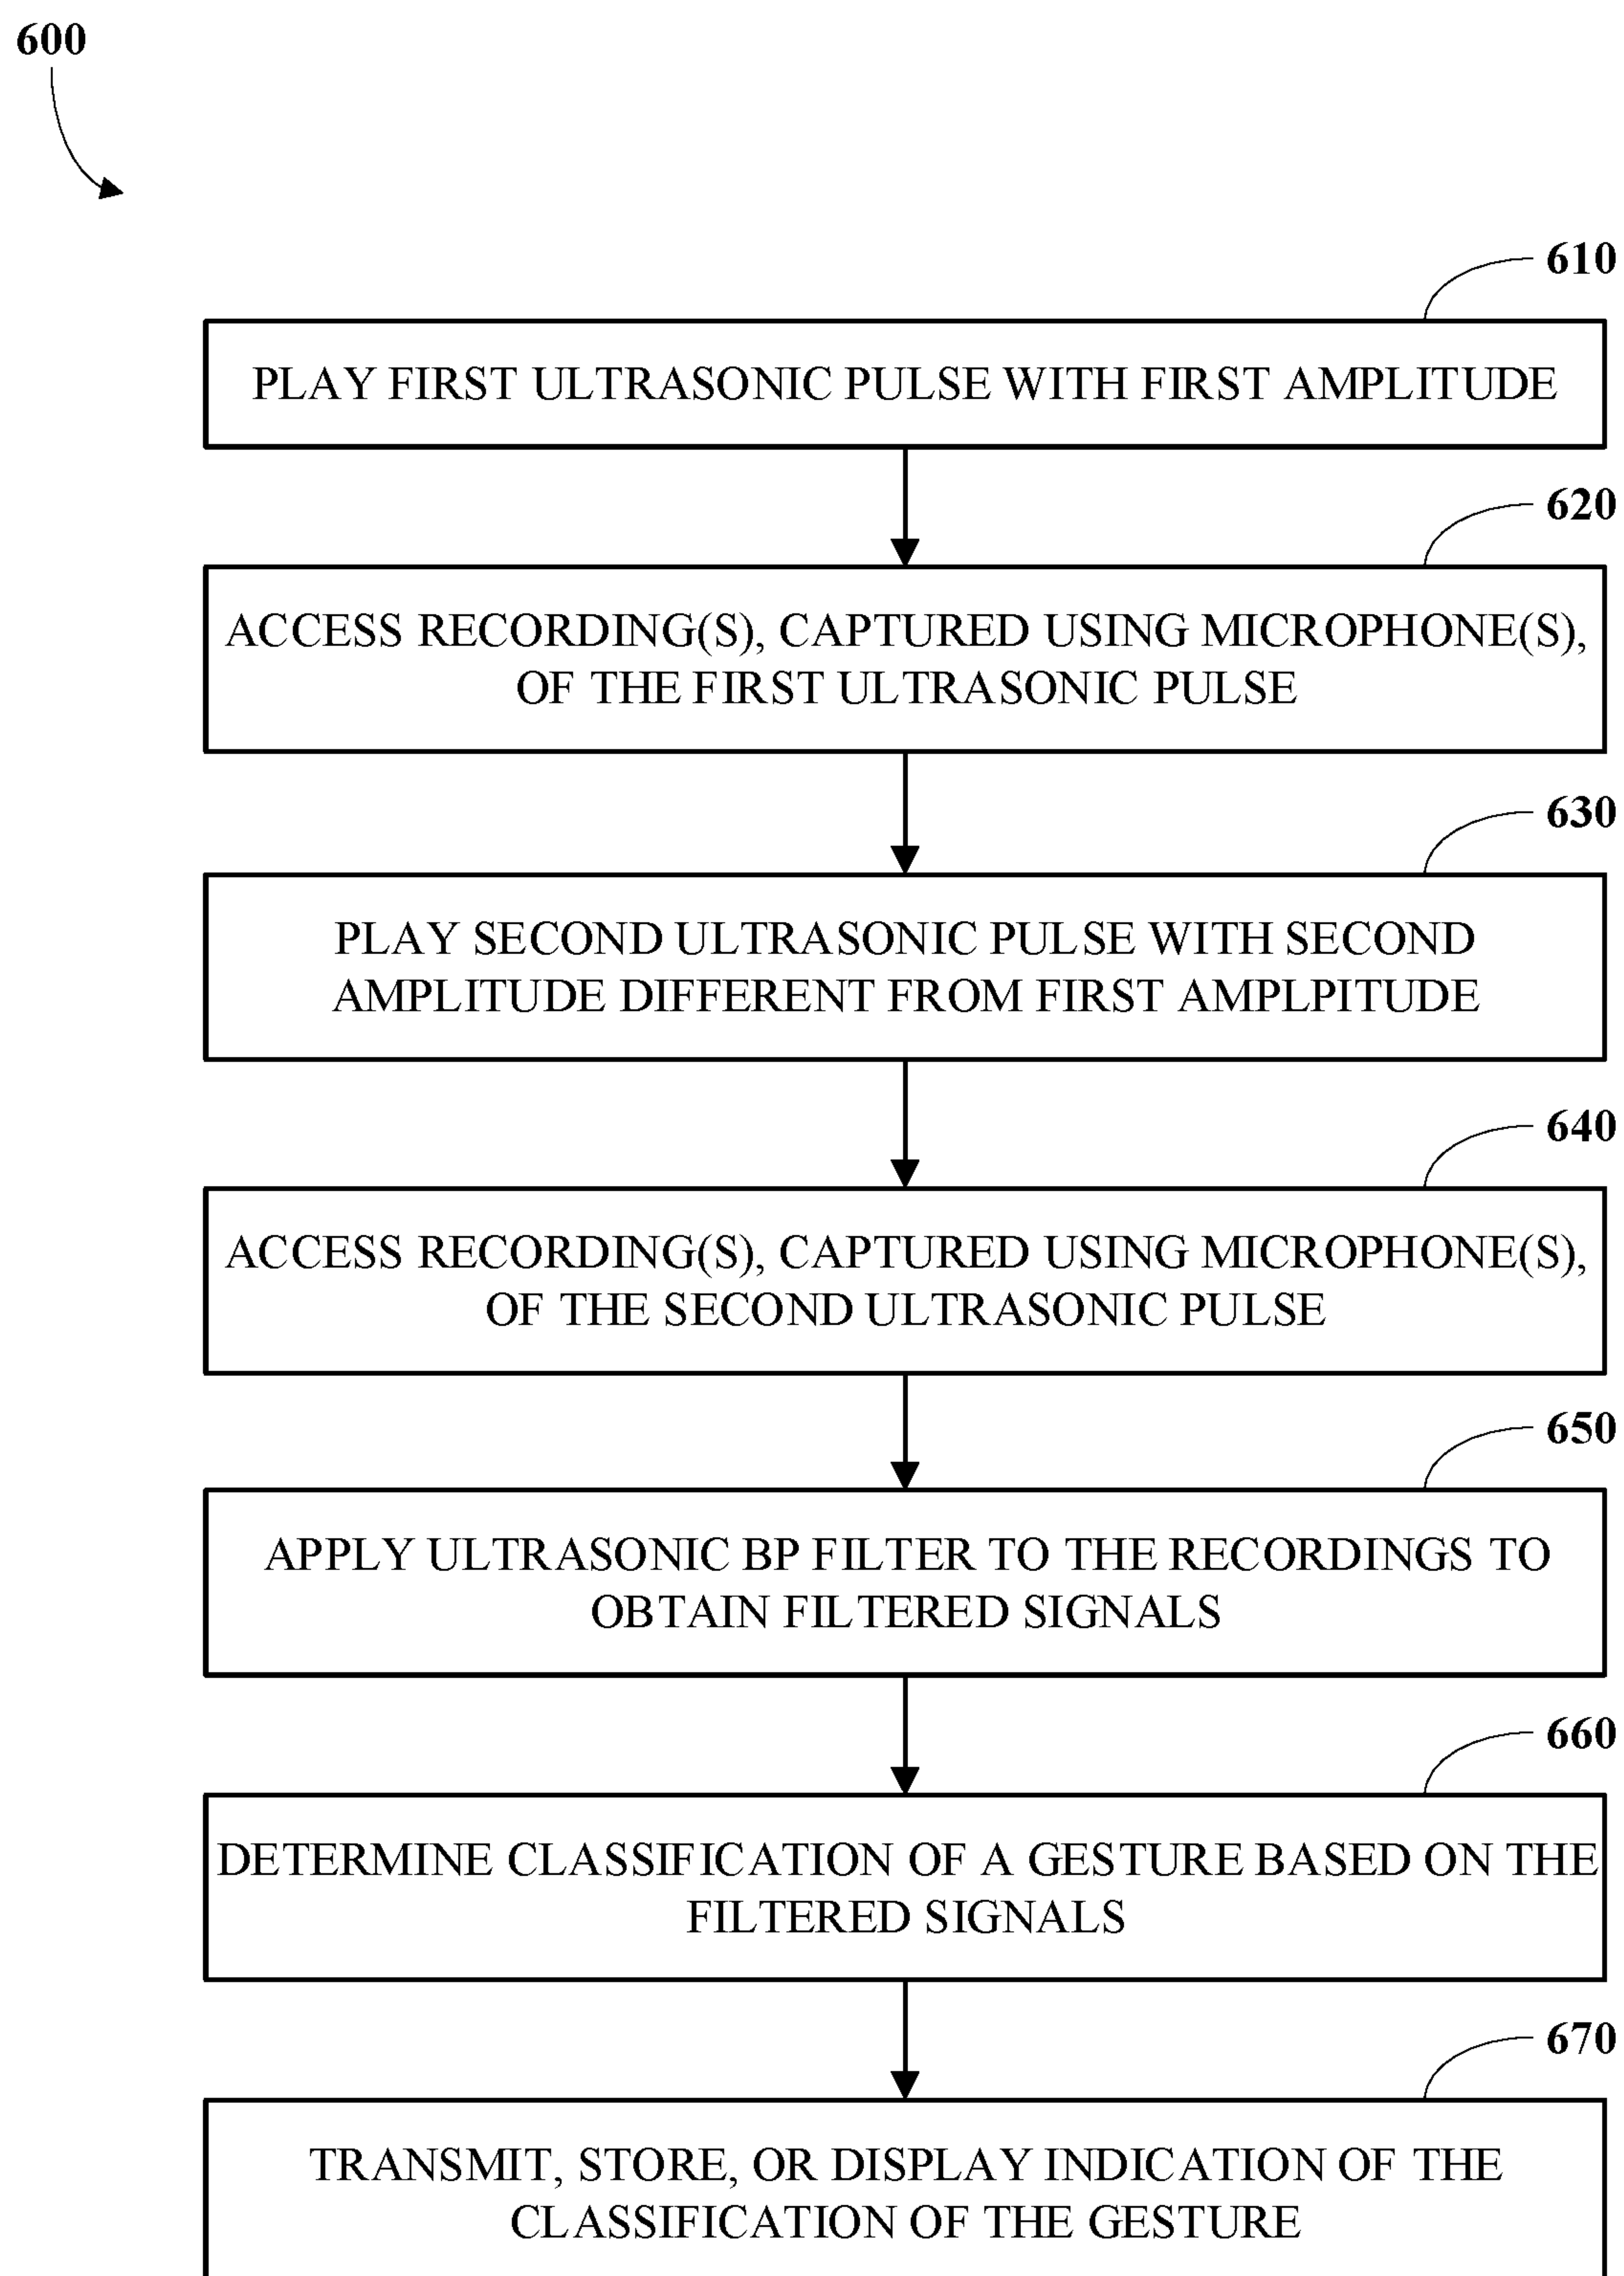 600
610
PLAY FIRST ULTRASONIC PULSE WITH FIRST AMPLITUDE
620
ACCESS RECORDING(S), CAPTURED USING MICROPHONE(S),
OF THE FIRST ULTRASONIC PULSE
630
PLAY SECOND ULTRASONIC PULSE WITH SECOND
AMPLITUDE DIFFERENT FROM FIRST AMPLPITUDE
640
ACCESS RECORDING(S), CAPTURED USING MICROPHONE(S),
OF THE SECOND ULTRASONIC PULSE
650
APPLY ULTRASONIC BP FILTER TO THE RECORDINGS TO
OBTAIN FILTERED SIGNALS
660
DETERMINE CLASSIFICATION OF A GESTURE BASED ON THE
FILTERED SIGNALS
670
TRANSMIT, STORE, OR DISPLAY INDICATION OF THE
CLASSIFICATION OF THE GESTURE